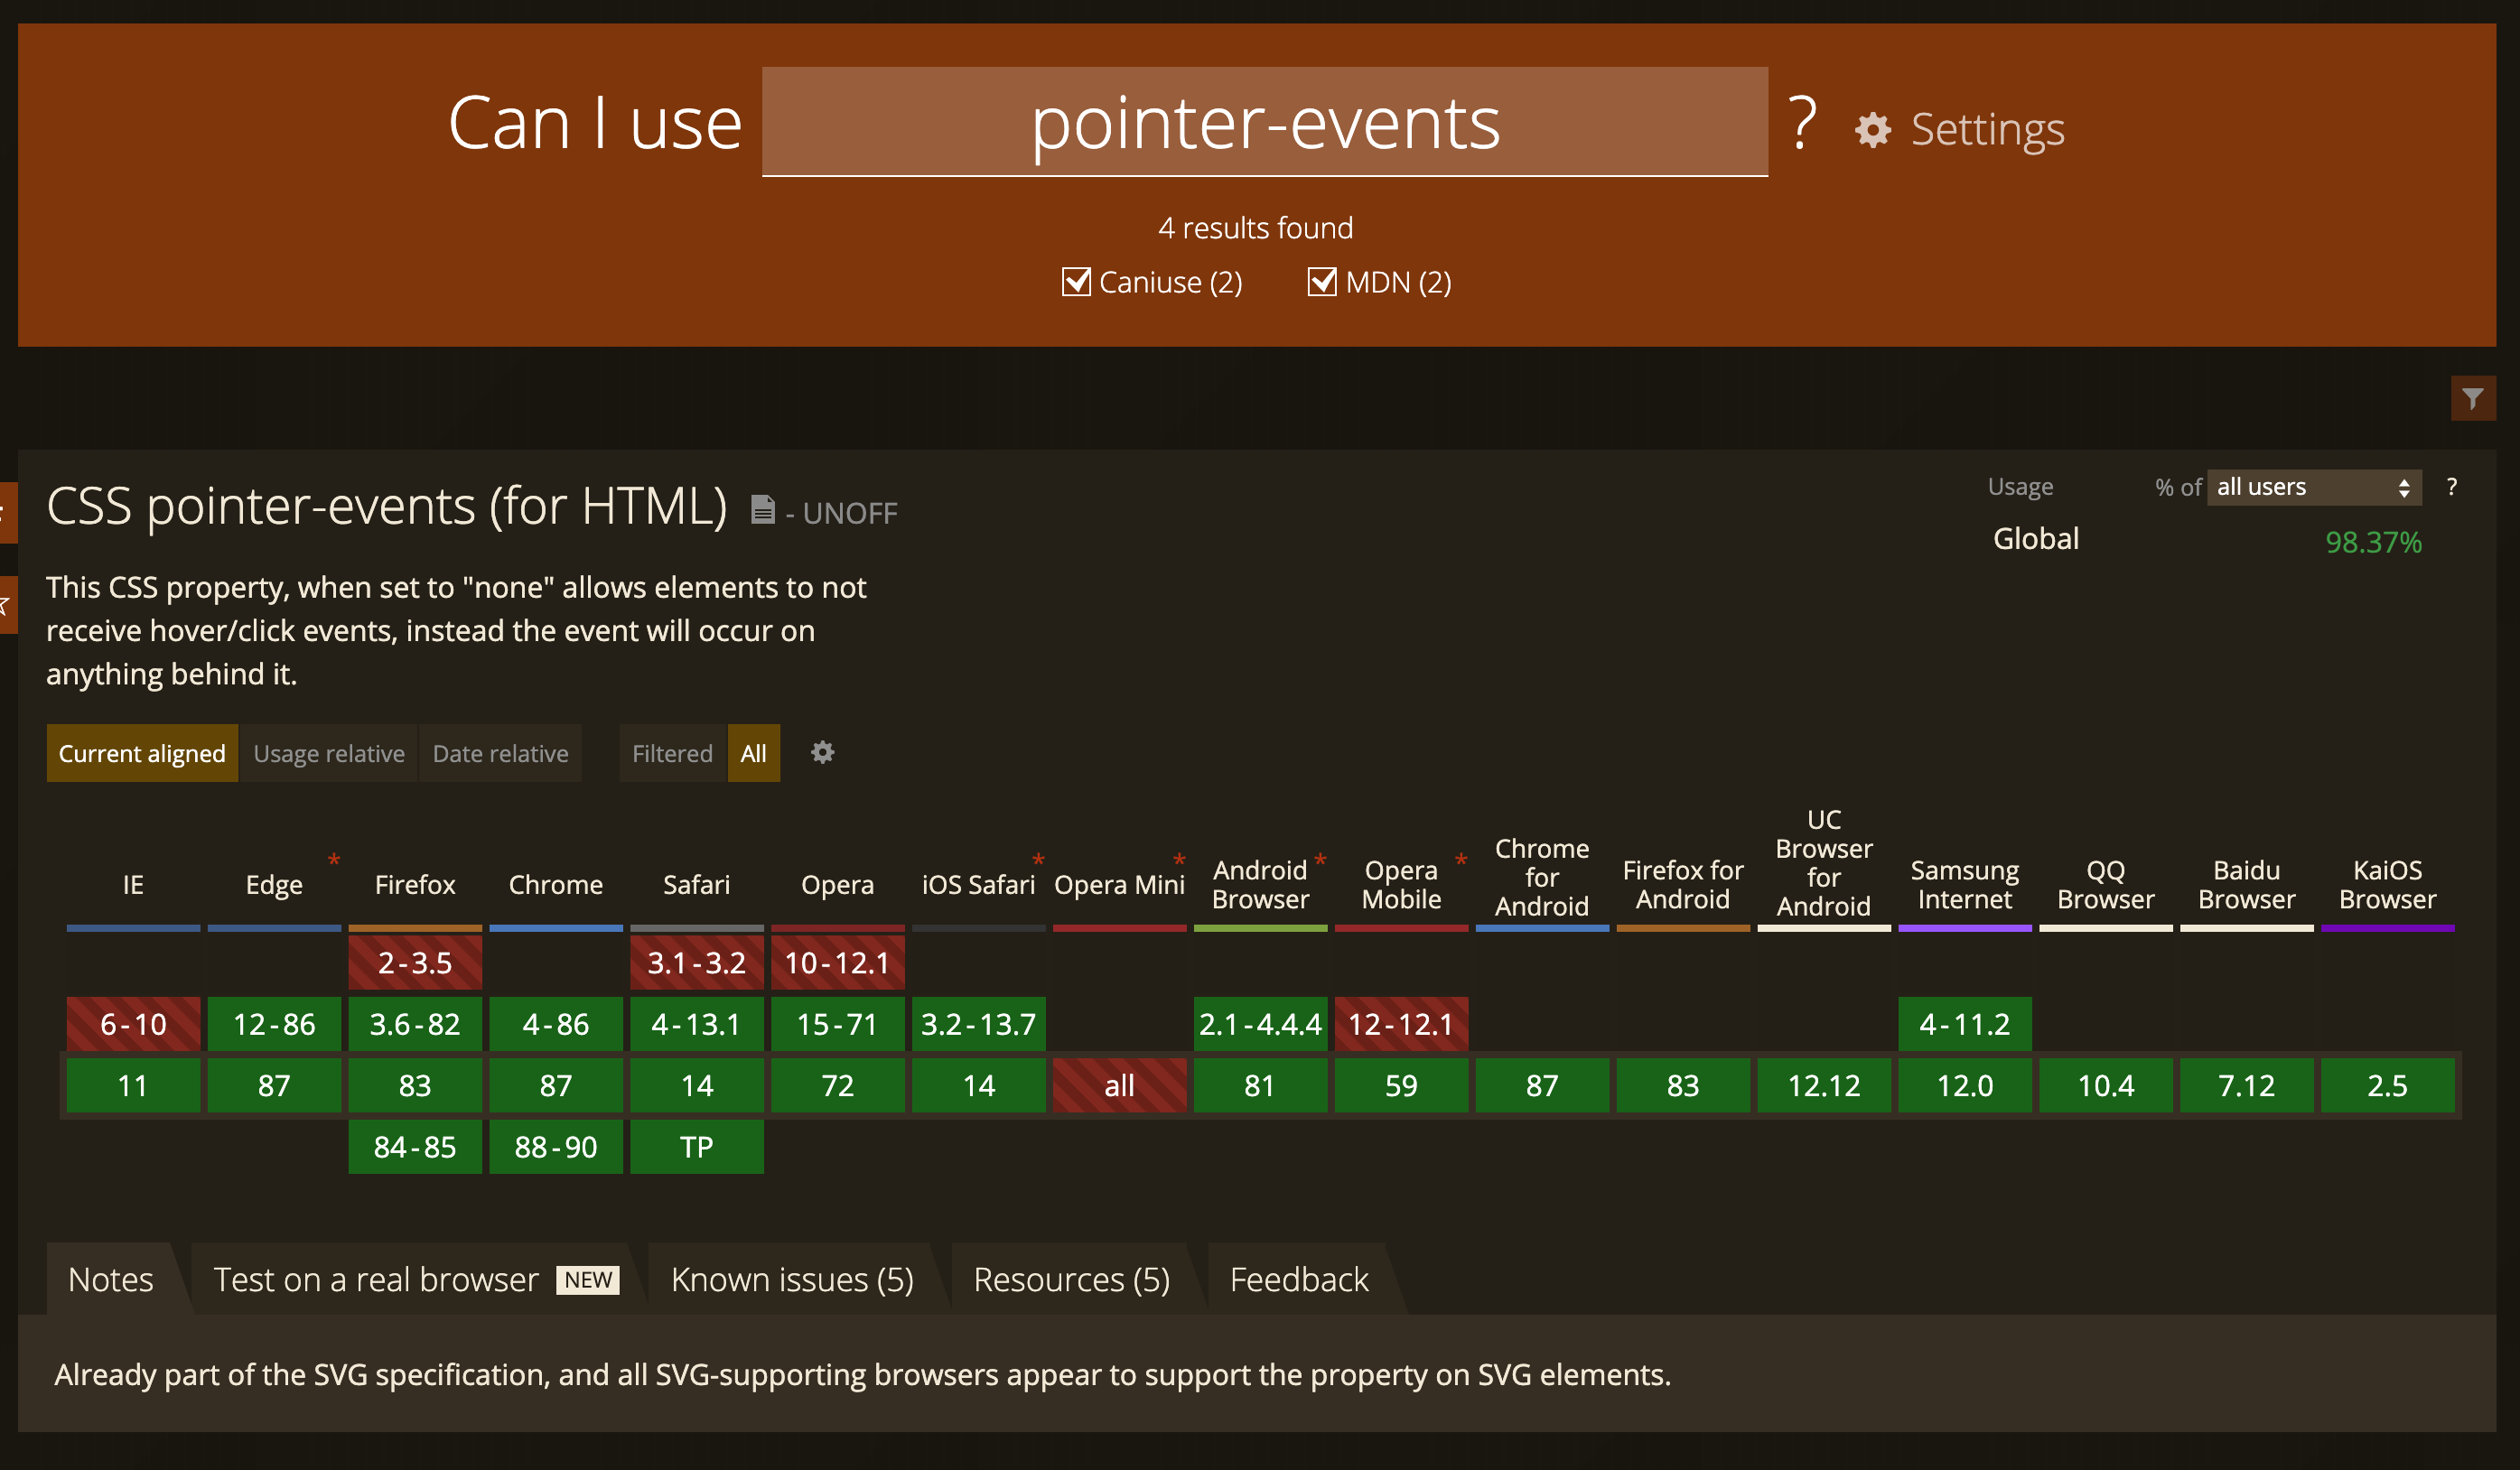 Can I use pointer-events ? Settings
4 results found
Caniuse (2) MDN (2)
CSS pointer-events (for HTML) - UNOFF
Usage % of all users ?
Global 98.37%
This CSS property, when set to "none" allows elements to not
receive hover/click events, instead the event will occur on
anything behind it.
Current aligned Usage relative Date relative Filtered All
IE
Edge *
Firefox
Chrome
Safari
Opera
iOS Safari *
Opera Mini *
Android Browser *
Opera Mobile *
Chrome for Android
Firefox for Android
UC Browser for Android
Samsung Internet
QQ Browser
Baidu Browser
KaiOS Browser
2-3.5 3.1-3.2 10-12.1
6-10 12-86 3.6-82 4-86 4-13.1 15-71 3.2-13.7 2.1-4.4.4 12-12.1 4-11.2
11 87 83 87 14 72 14 all 81 59 87 83 12.12 12.0 10.4 7.12 2.5
84-85 88-90 TP
Notes Test on a real browser NEW Known issues (5) Resources (5) Feedback
Already part of the SVG specification, and all SVG-supporting browsers appear to support the property on SVG elements.